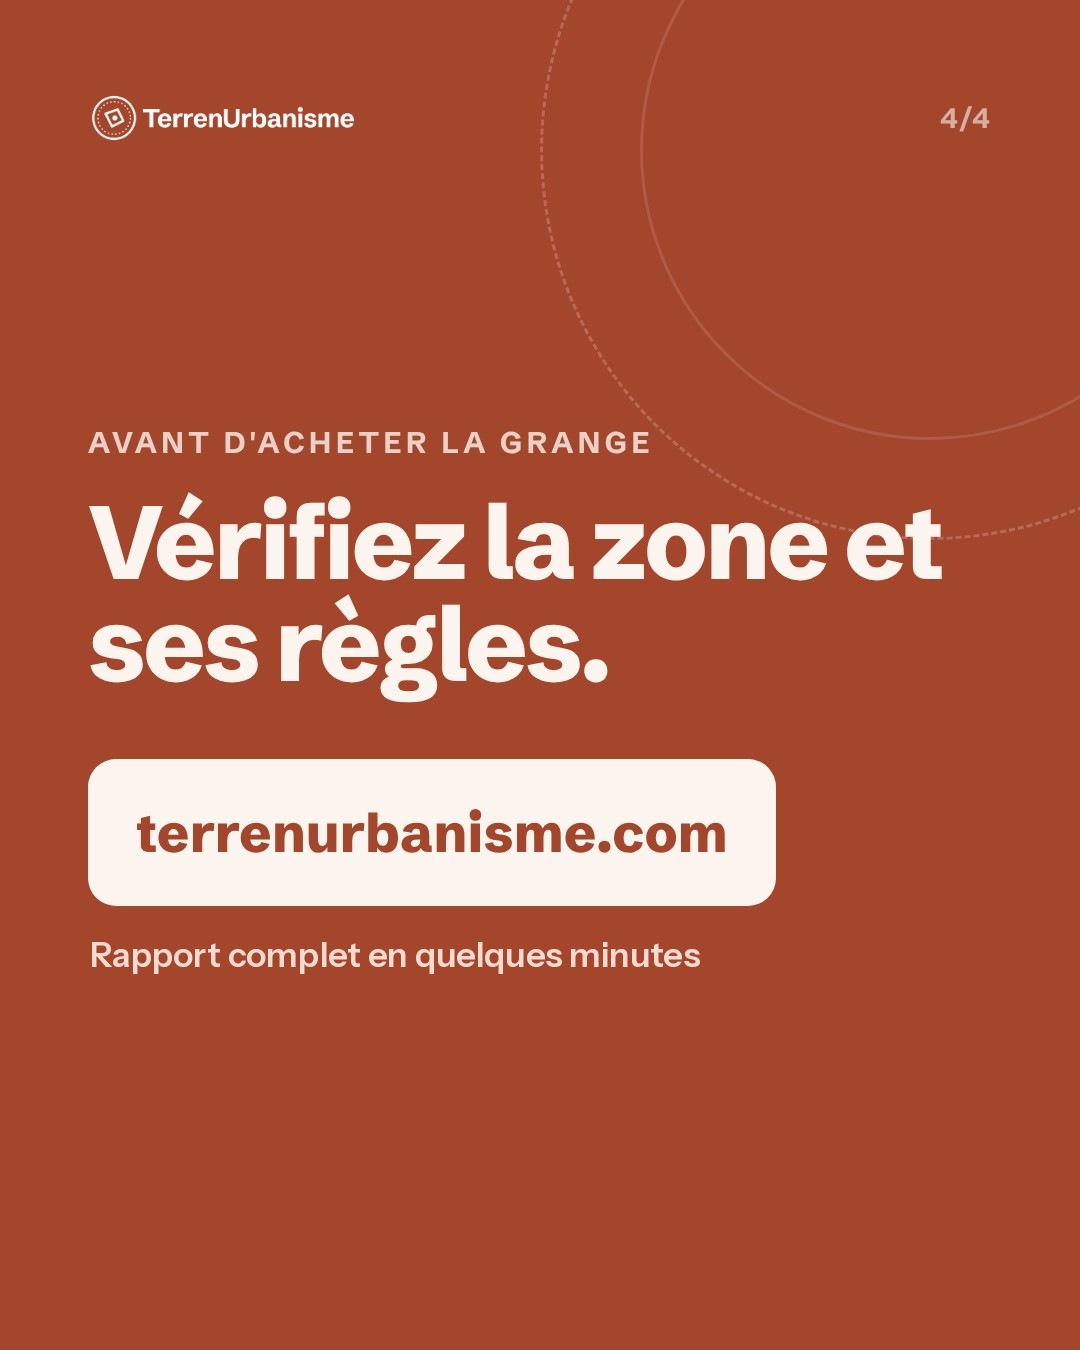 TerrenUrbanisme
4/4
AVANT D'ACHETER LA GRANGE
Vérifiez la zone et
ses règles.
terrenurbanisme.com
Rapport complet en quelques minutes